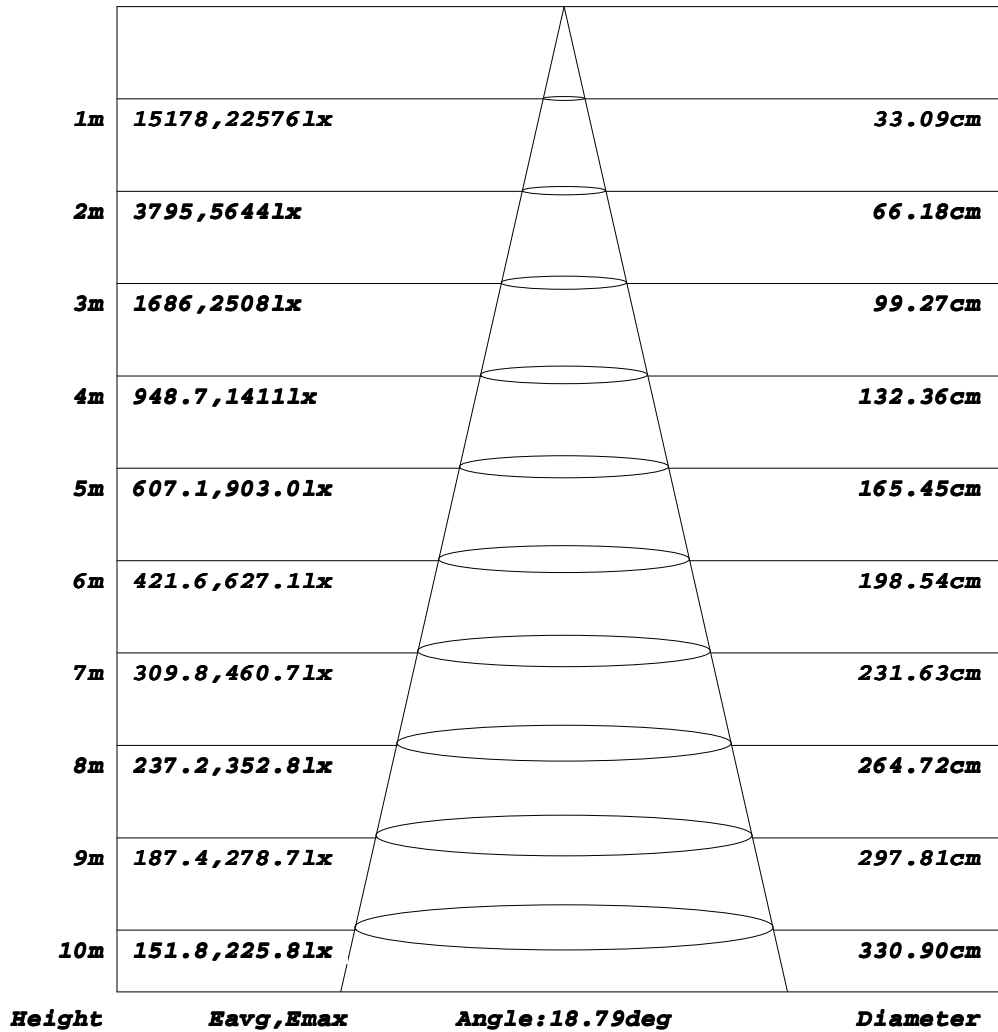 1m 15178,22576lx 33.09cm
2m 3795,5644lx 66.18cm
3m 1686,2508lx 99.27cm
4m 948.7,1411lx 132.36cm
5m 607.1,903.0lx 165.45cm
6m 421.6,627.1lx 198.54cm
7m 309.8,460.7lx 231.63cm
8m 237.2,352.8lx 264.72cm
9m 187.4,278.7lx 297.81cm
10m 151.8,225.8lx 330.90cm
Height Eavg,Emax Angle:18.79deg Diameter